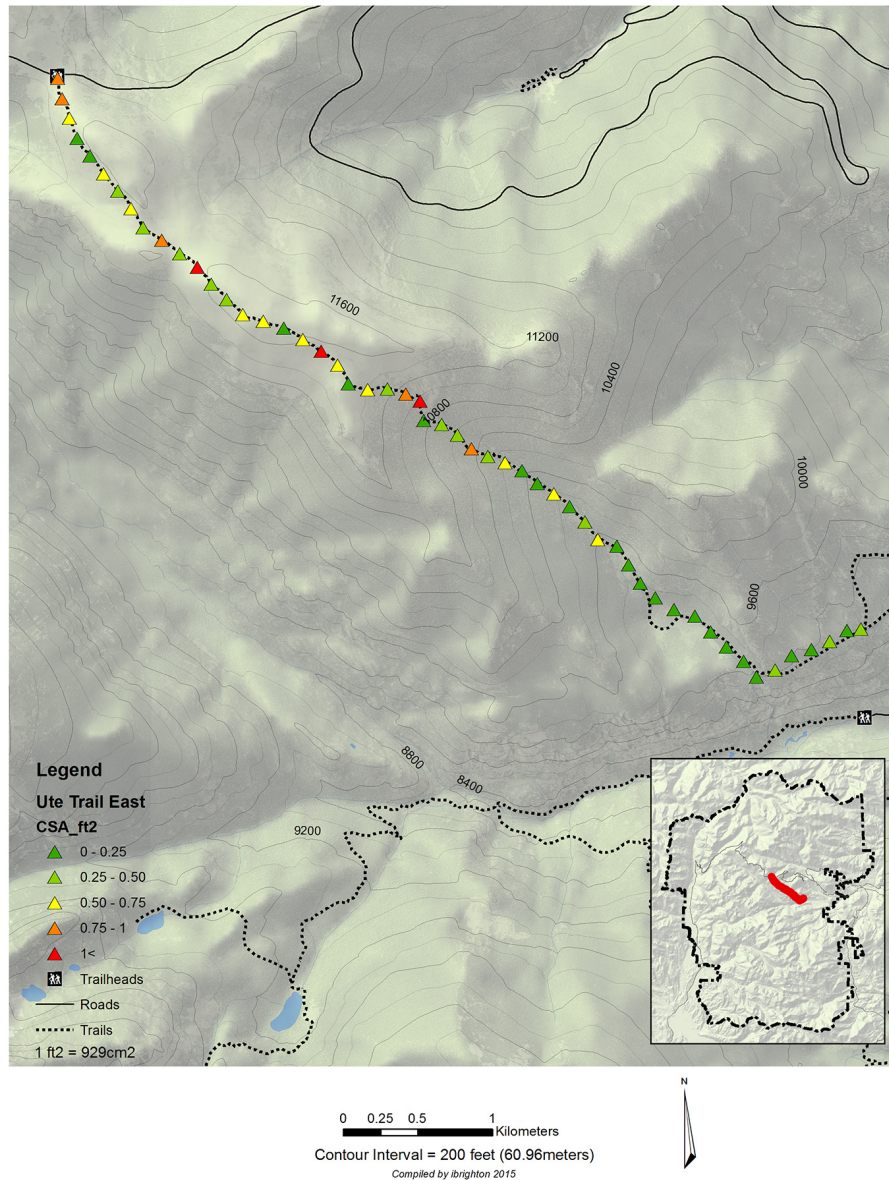 11600
11200
10400
10800
10000
9600
8800
8400
9200
Legend
Ute Trail East
CSA_ft2
0 - 0.25
0.25 - 0.50
0.50 - 0.75
0.75 - 1
1<
Trailheads
Roads
Trails
1 ft2 = 929cm2
N
0 0.25 0.5 1
Kilometers
Contour Interval = 200 feet (60.96meters)
Compiled by ibrighton 2015